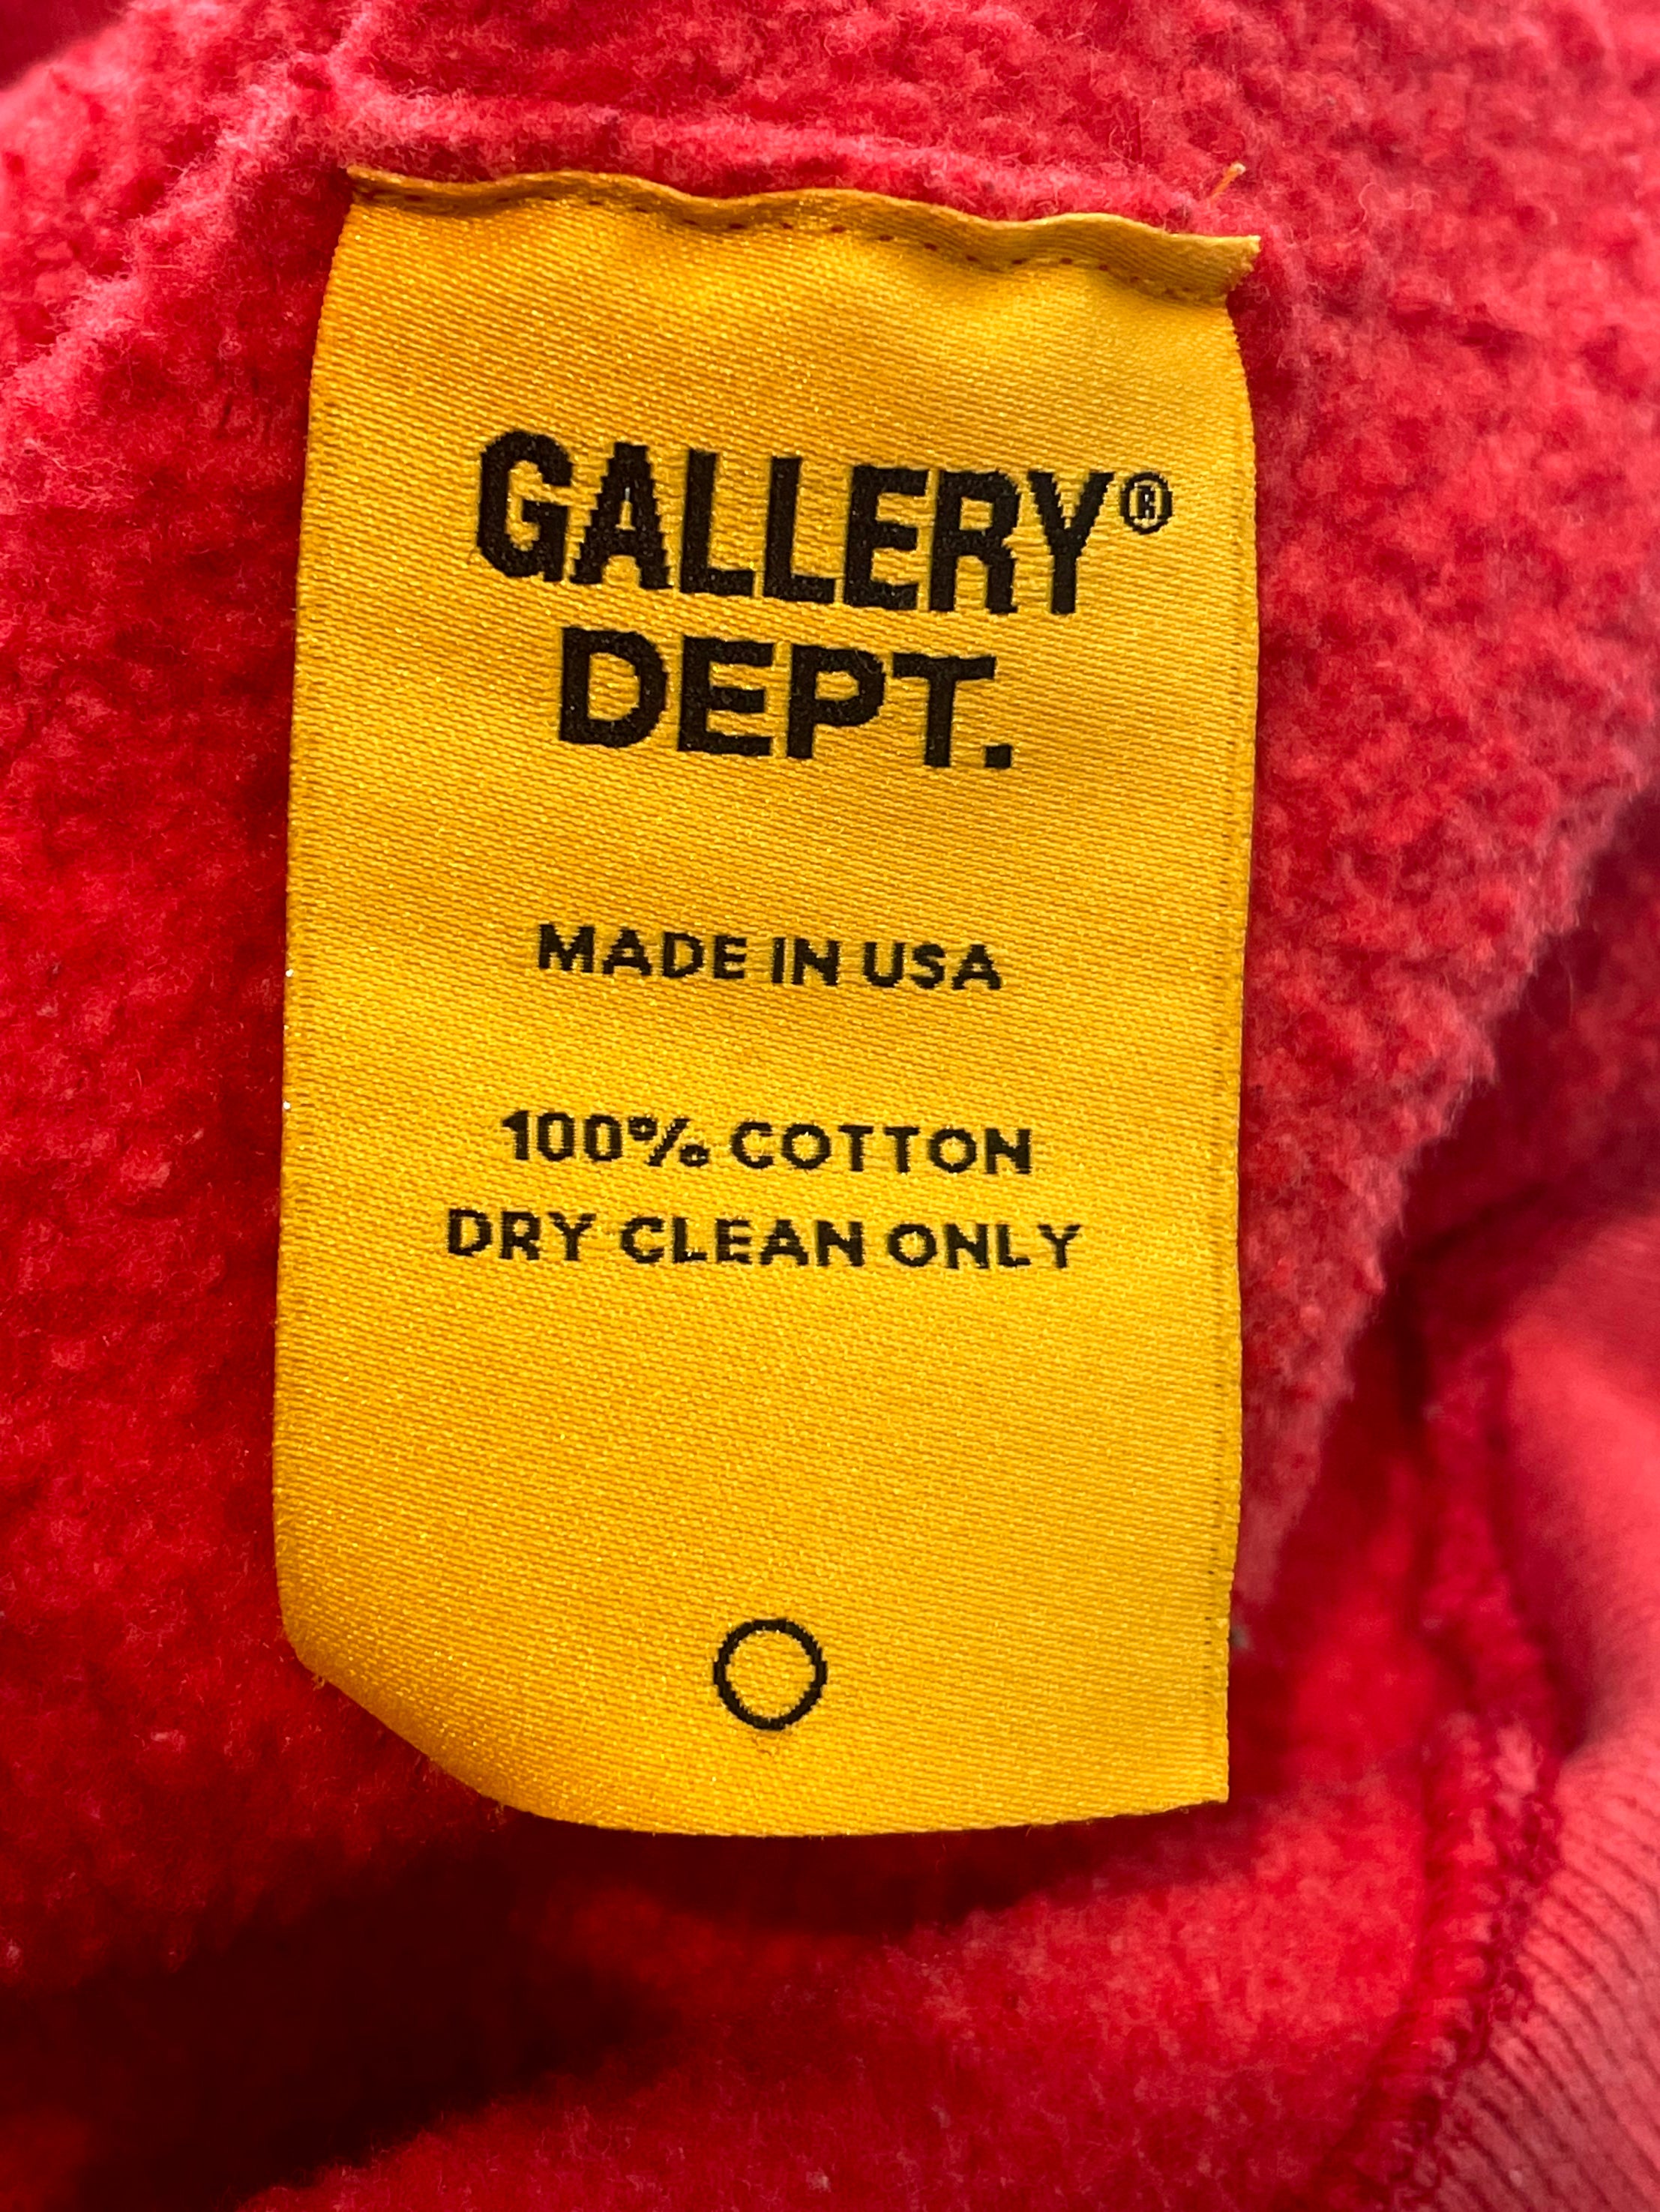 GALLERY®
DEPT.
MADE IN USA
100% COTTON
DRY CLEAN ONLY